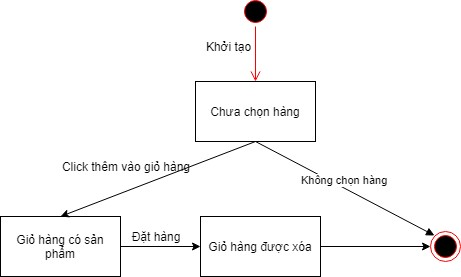 Khởi tạo
Chưa chọn hàng
Click thêm vào giỏ hàng
Không chọn hàng
Giỏ hàng có sản
phẩm
Đặt hàng
Giỏ hàng được xóa